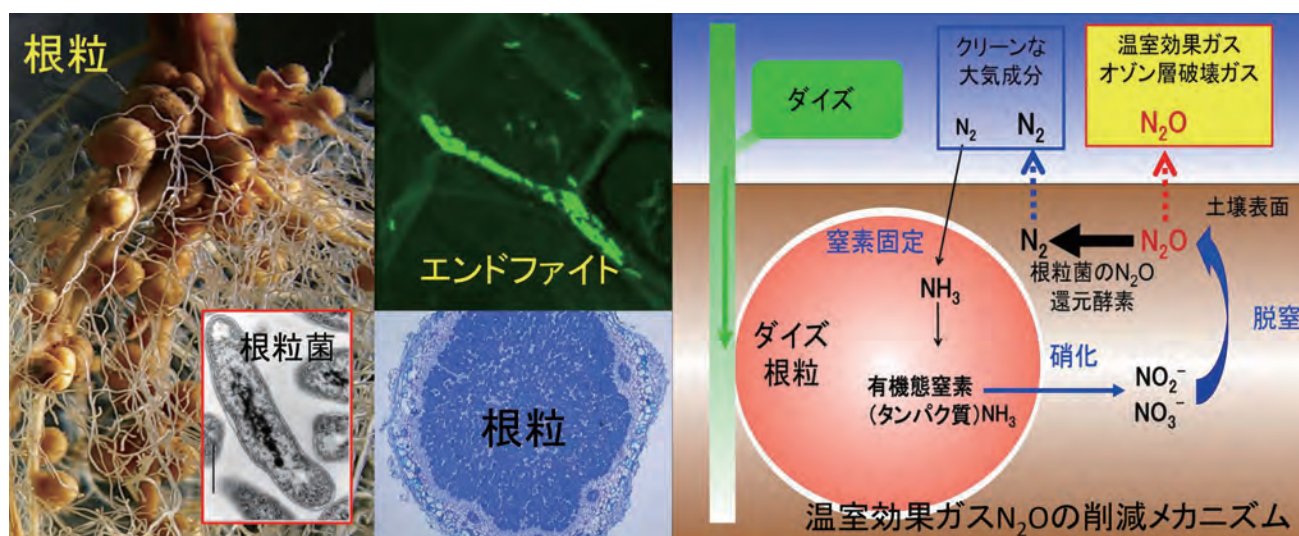 根粒
根粒菌
エンドファイト
根粒
ダイズ
クリーンな
大気成分
N₂ N₂
温室効果ガス
オゾン層破壊ガス
N₂O
土壌表面
窒素固定
N₂ N₂O
根粒菌のN₂O
還元酵素
NH₃
脱窒
ダイズ
根粒
硝化
有機態窒素
(タンパク質)NH₃
NO₂⁻
NO₃⁻
温室効果ガスN₂Oの削減メカニズム